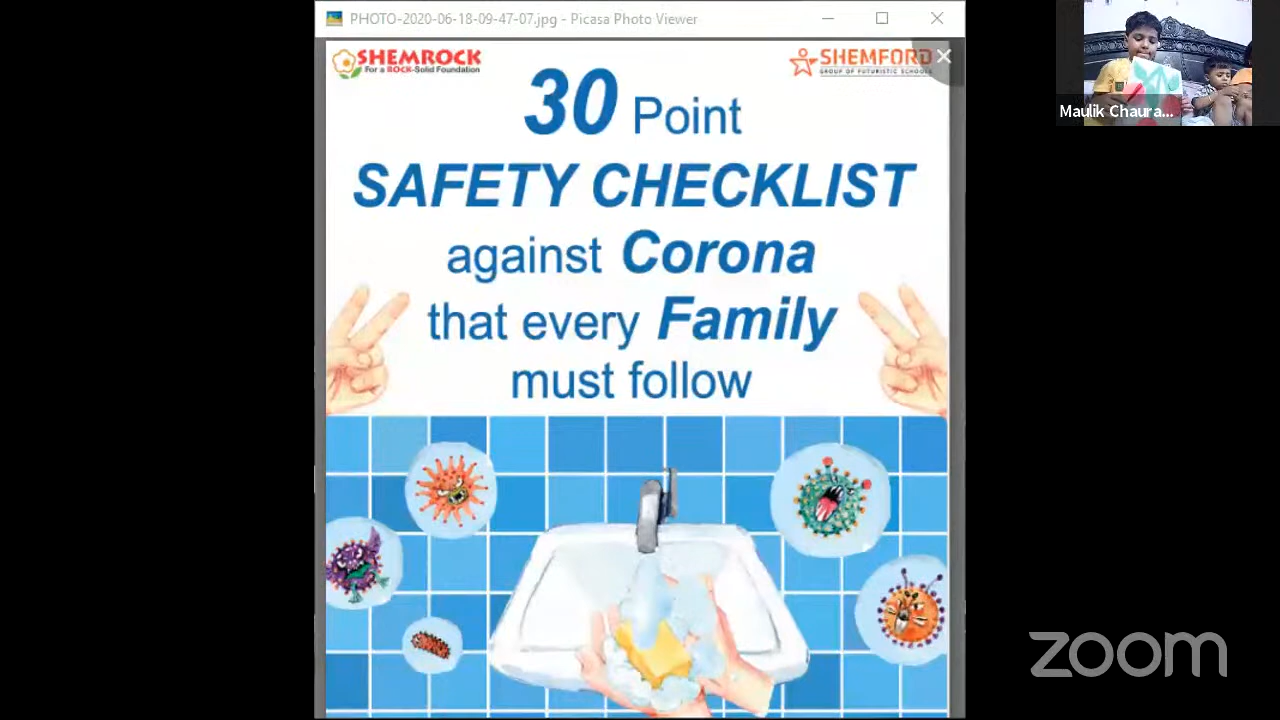 PHOTO-2020-06-18-09-47-07.jpg - Picasa Photo Viewer
SHEMROCK
For a ROCK-Solid Foundation
SHEMFORD
GROUP OF FUTURISTIC SCHOOLS
30 Point
SAFETY CHECKLIST
against Corona
that every Family
must follow
Maulik Chaura...
zoom